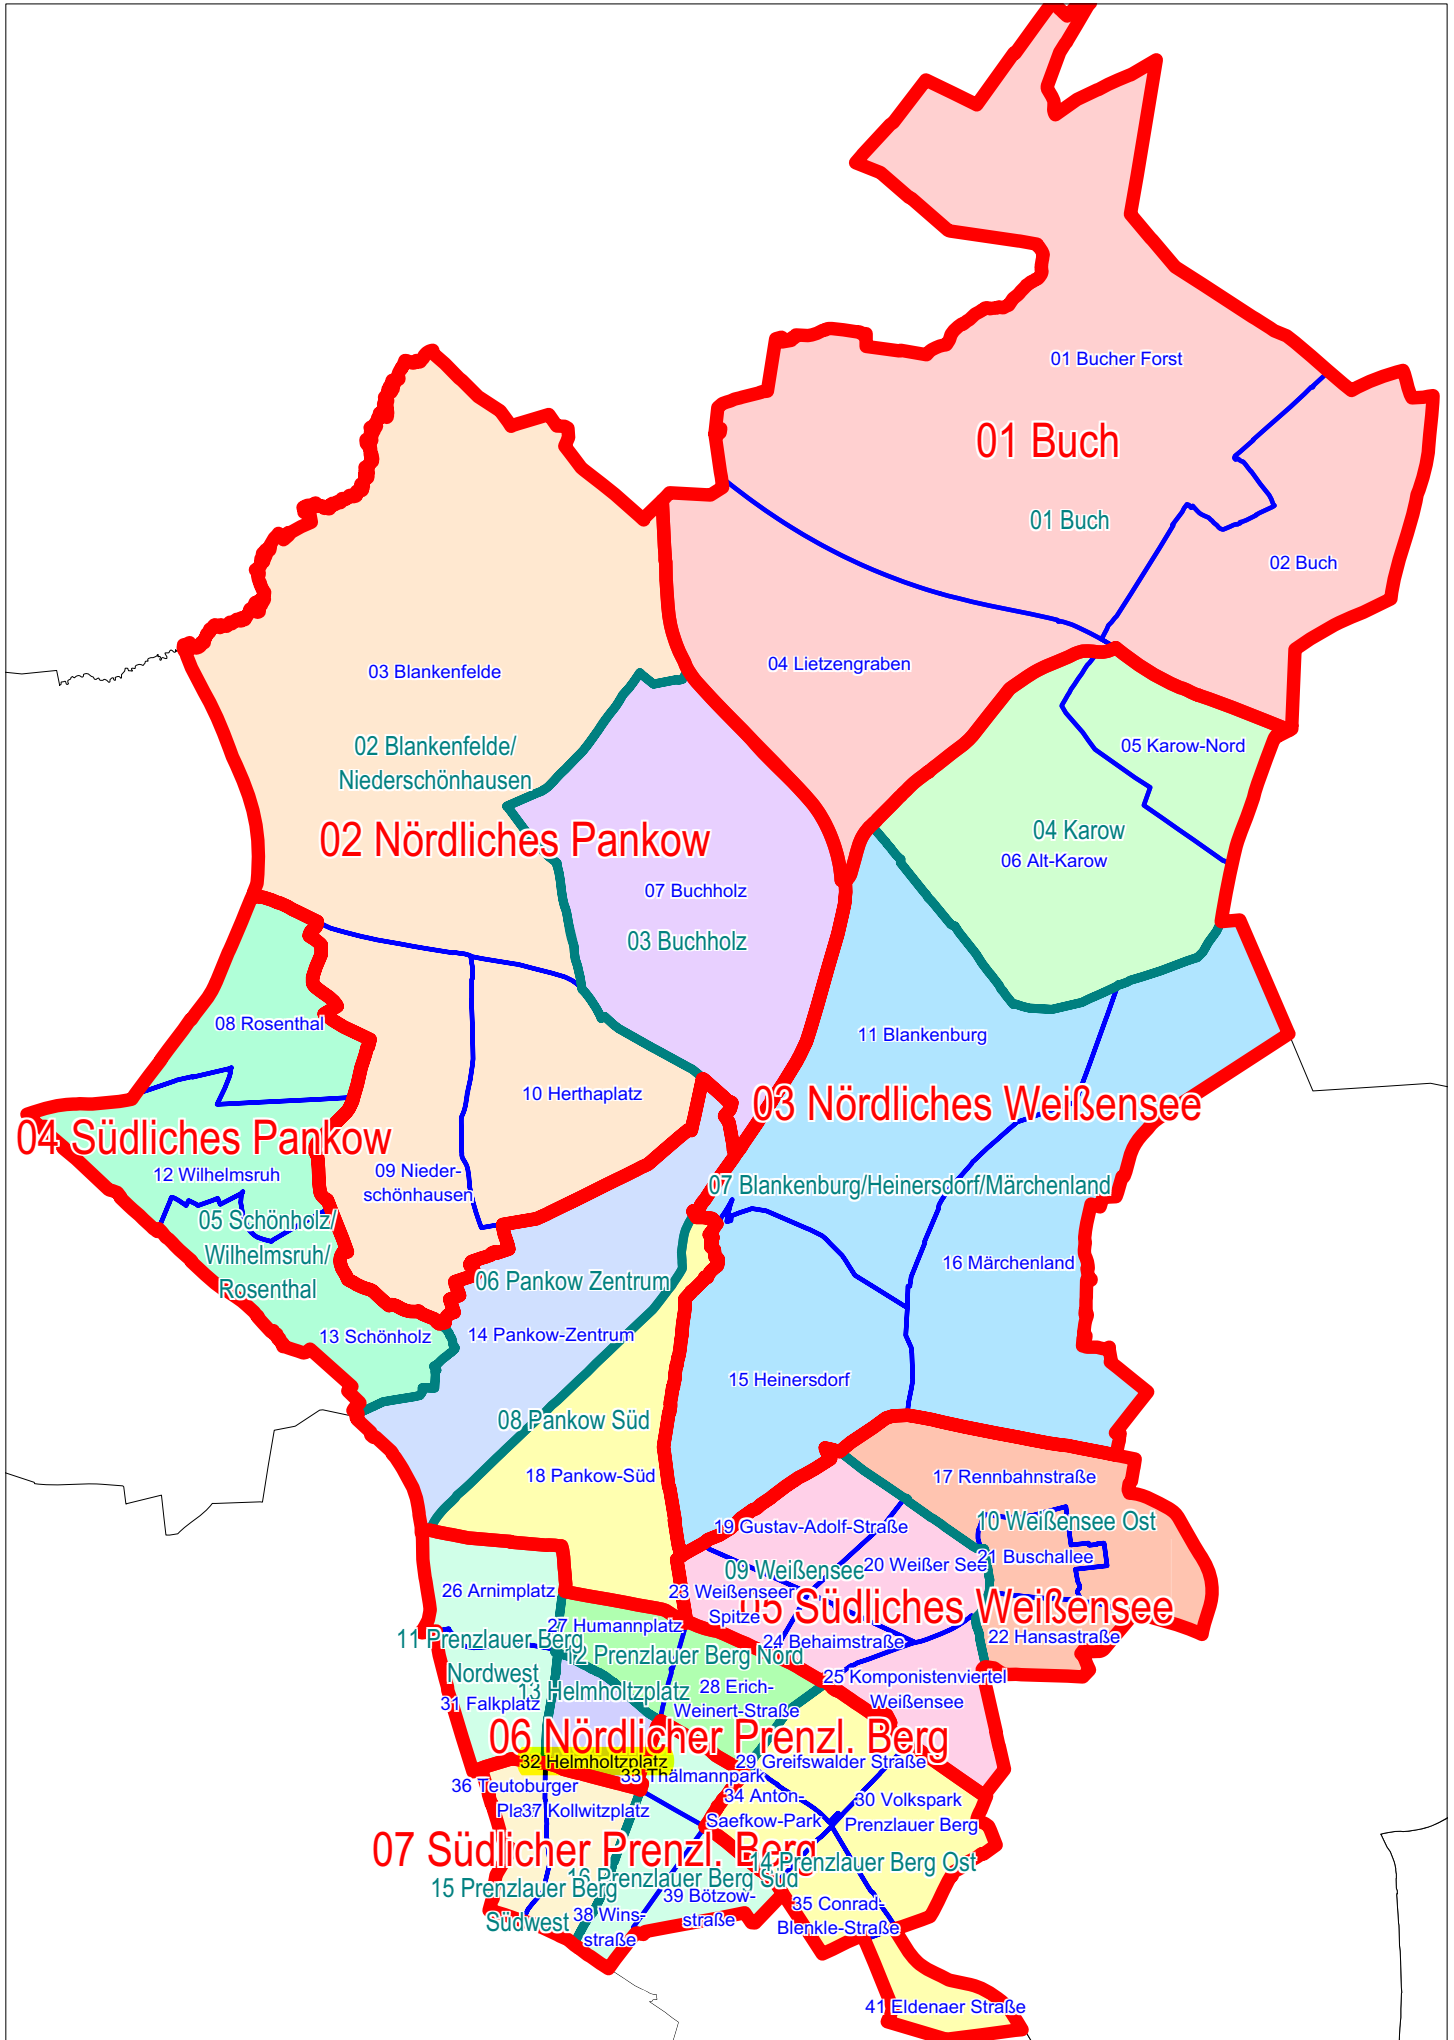 01 Bucher Forst
01 Buch
01 Buch
02 Buch
04 Lietzengraben
03 Blankenfelde
02 Blankenfelde/
Niederschönhausen
02 Nördliches Pankow
05 Karow-Nord
04 Karow
06 Alt-Karow
07 Buchholz
03 Buchholz
08 Rosenthal
11 Blankenburg
10 Herthaplatz
03 Nördliches Weißensee
04 Südliches Pankow
12 Wilhelmsruh
09 Nieder-
schönhausen
07 Blankenburg/Heinersdorf/Märchenland
05 Schönholz/
Wilhelmsruh/
Rosenthal
16 Märchenland
06 Pankow Zentrum
13 Schönholz
14 Pankow-Zentrum
15 Heinersdorf
08 Pankow Süd
18 Pankow-Süd
17 Rennbahnstraße
19 Gustav-Adolf-Straße
10 Weißensee Ost
20 Weißer See
21 Buschallee
09 Weißensee
26 Arnimplatz
23 Weißenseer
Spitze
05 Südliches Weißensee
27 Humannplatz
11 Prenzlauer Berg
Nordwest
24 Behaimstraße
22 Hansastraße
12 Prenzlauer Berg Nord
25 Komponistenviertel
Weißensee
13 Helmholtzplatz
28 Erich-
Weinert-Straße
31 Falkplatz
06 Nördlicher Prenzl. Berg
32 Helmholtzplatz
29 Greifswalder Straße
33 Thälmannpark
36 Teutoburger
Platz
37 Kollwitzplatz
34 Anton-
Saefkow-Park
30 Volkspark
Prenzlauer Berg
07 Südlicher Prenzl. Berg
14 Prenzlauer Berg Ost
16 Prenzlauer Berg Süd
15 Prenzlauer Berg
Südwest
39 Bötzow-
straße
38 Wins-
straße
35 Conrad-
Blenkle-Straße
41 Eldenaer Straße